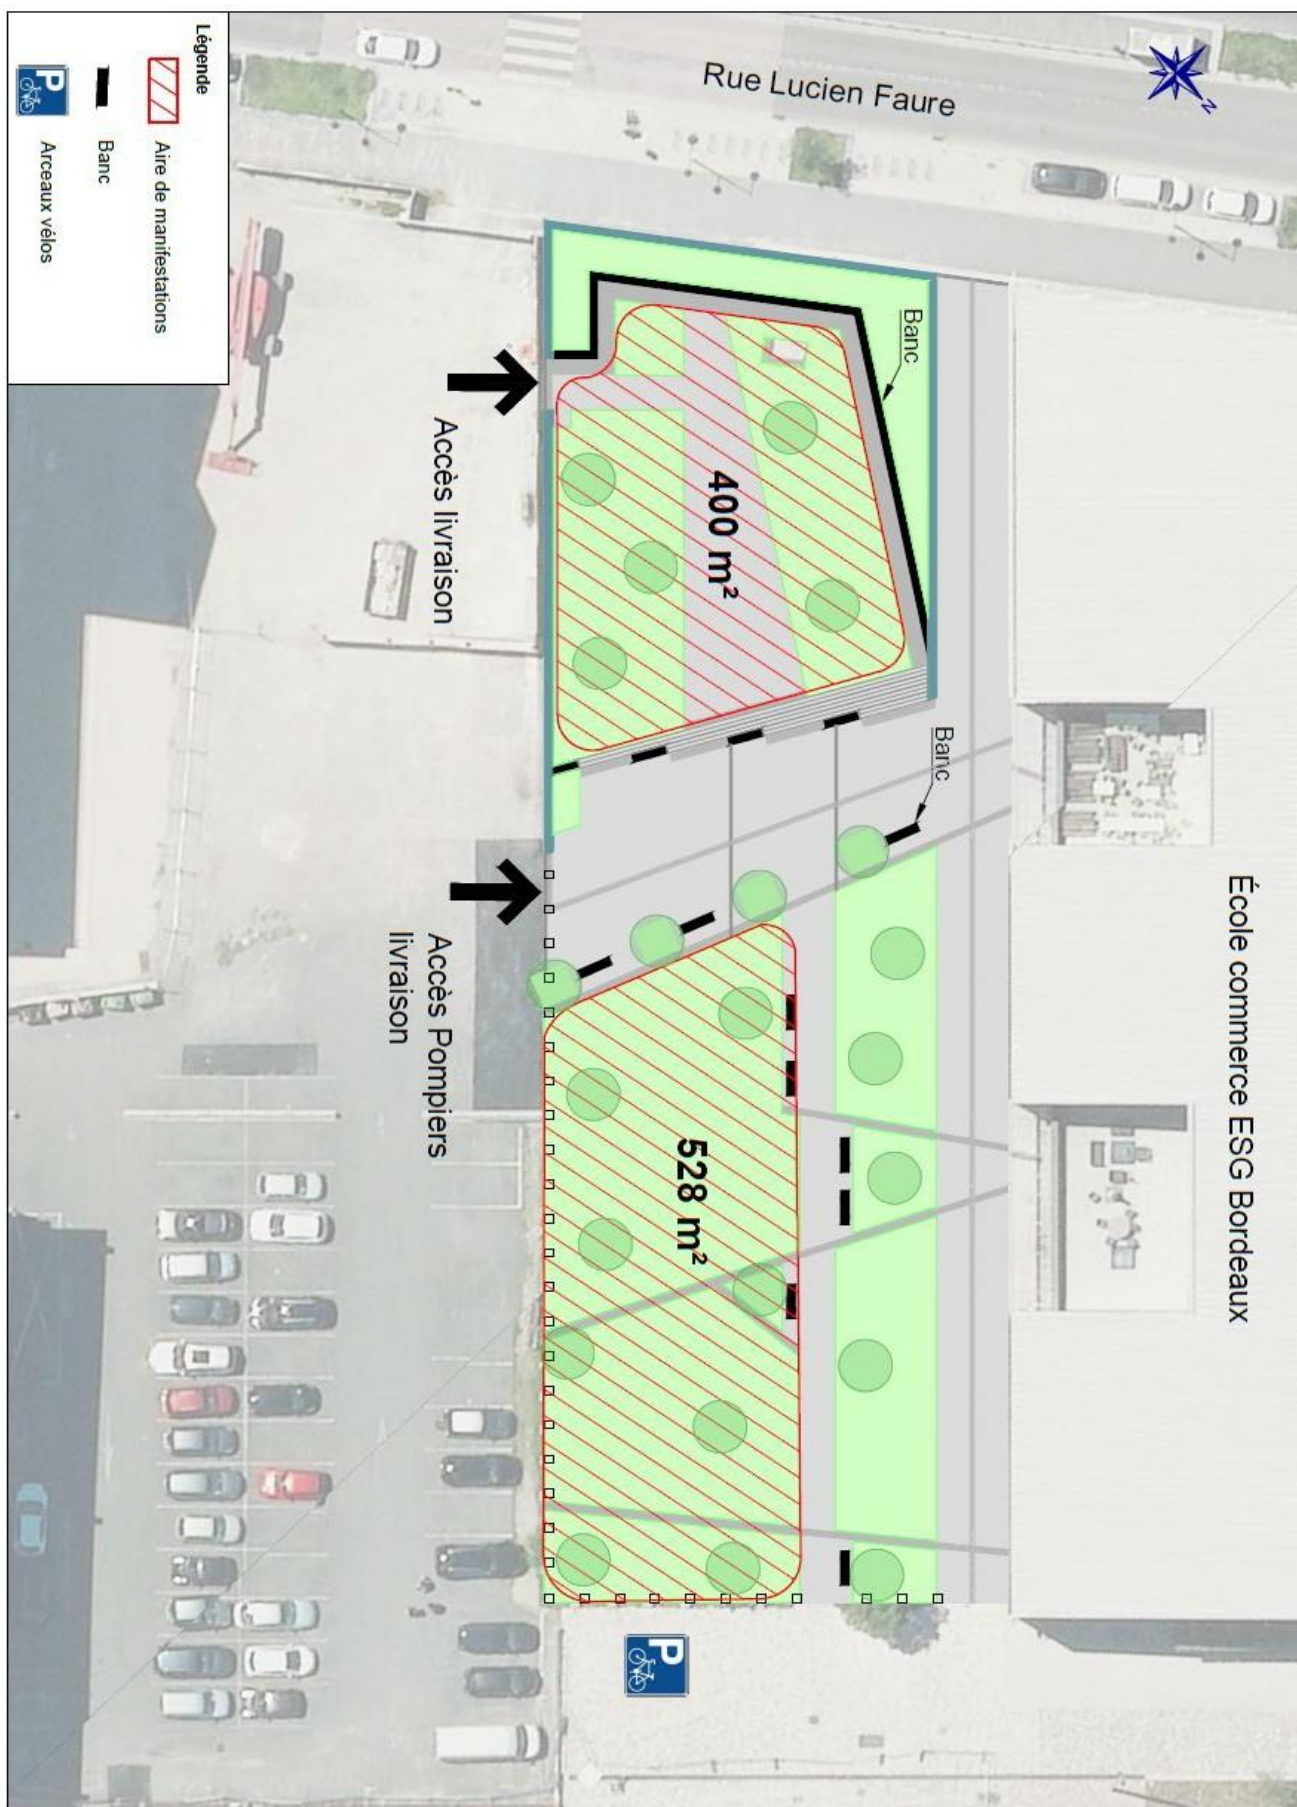 Rue Lucien Faure
N
Légende
Aire de manifestations
Banc
P
Arceaux vélos
Banc
400 m²
Accès livraison
Banc
École commerce ESG Bordeaux
Accès Pompiers
livraison
528 m²
P